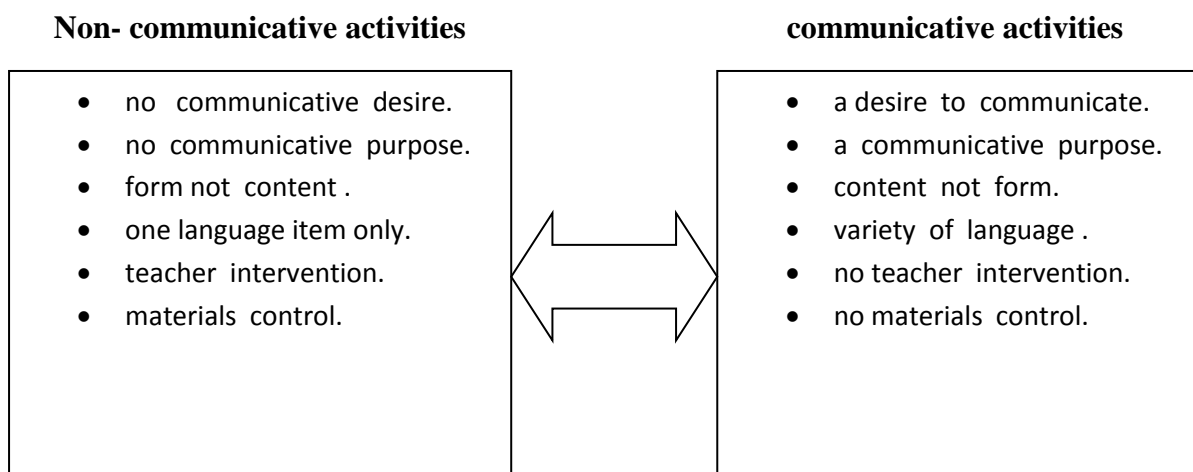 Non- communicative activities
• no communicative desire.
• no communicative purpose.
• form not content .
• one language item only.
• teacher intervention.
• materials control.
communicative activities
• a desire to communicate.
• a communicative purpose.
• content not form.
• variety of language .
• no teacher intervention.
• no materials control.